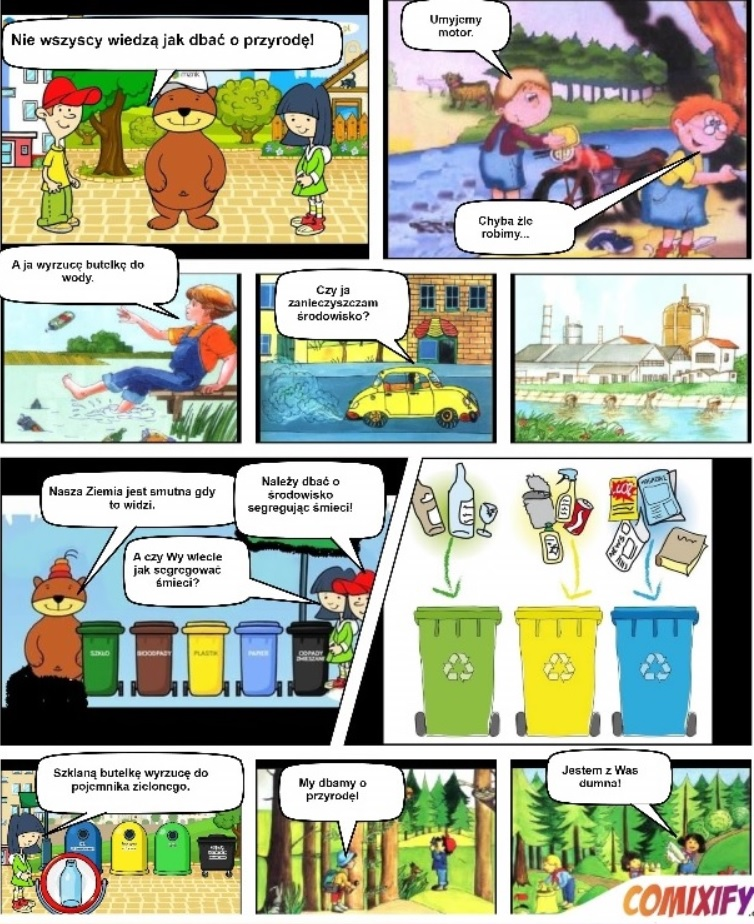 Nie wszyscy wiedzą jak dbać o przyrodę!
Umyjemy
motor.
Chyba źle
robimy...
A ja wyrzucę butelkę do
wody.
Czy ja
zanieczyszczam
środowisko?
Nasza Ziemia jest smutna gdy
to widzi.
Należy dbać o
środowisko
segregując śmieci!
A czy Wy wiecie
jak segregować
śmieci?
SZKŁO
BIOODPADY
PLASTIK
PAPIER
ODPADY
ZMIESZANE
NEWS
Szklaną butelkę wyrzucę do
pojemnika zielonego.
My dbamy o
przyrodę!
Jestem z Was
dumna!
COMIXIFY